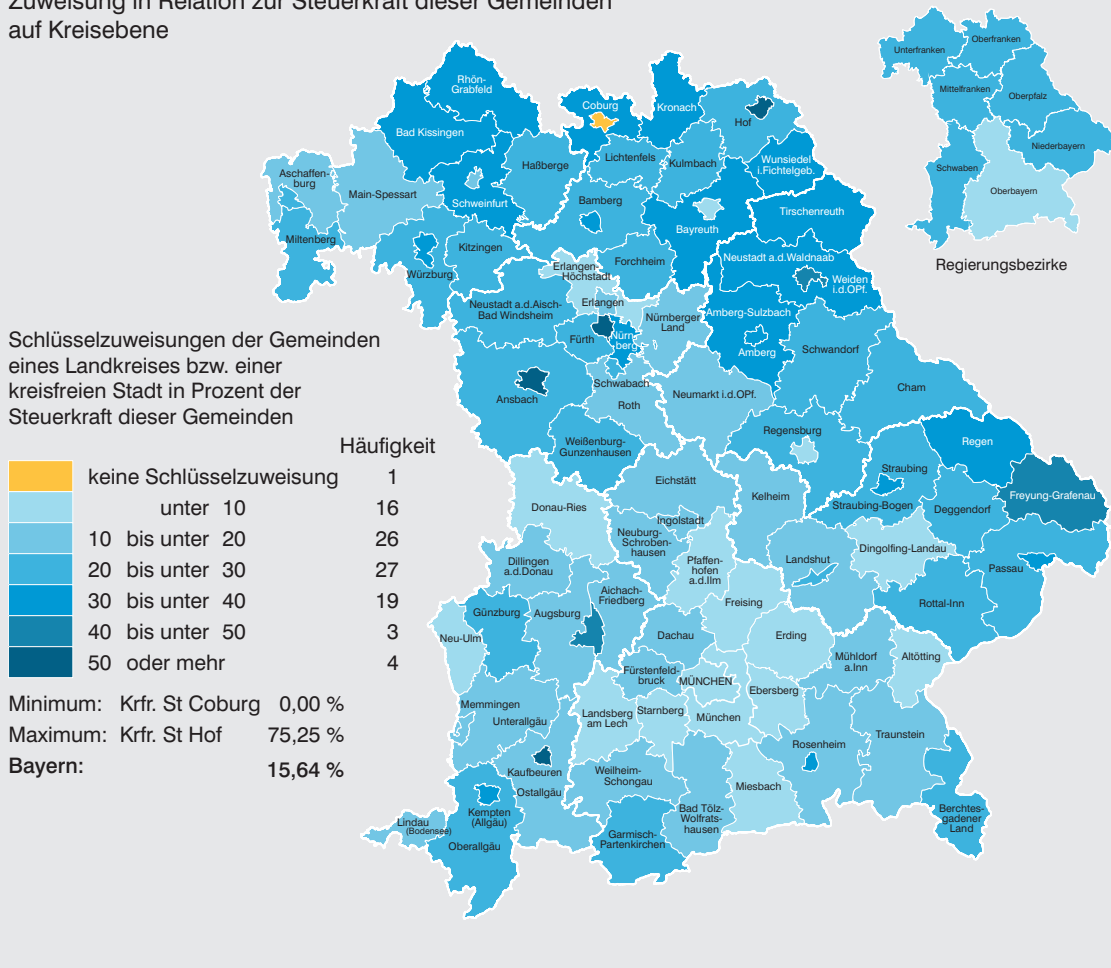 Zuweisung in Relation zur Steuerkraft dieser Gemeinden
auf Kreisebene
Unterfranken
Oberfranken
Mittelfranken
Oberpfalz
Niederbayern
Schwaben
Oberbayern
Regierungsbezirke
Rhön-
Grabfeld
Coburg
Kronach
Hof
Bad Kissingen
Lichtenfels
Kulmbach
Wunsiedel
i.Fichtelgeb.
Aschaffen-
burg
Main-Spessart
Haßberge
Schweinfurt
Bamberg
Bayreuth
Tirschenreuth
Miltenberg
Würzburg
Kitzingen
Forchheim
Erlangen-
Höchstadt
Neustadt a.d.Waldnaab
Weiden
i.d.OPf.
Neustadt a.d.Aisch-
Bad Windsheim
Erlangen
Nürnberger
Land
Amberg-Sulzbach
Amberg
Fürth
Nürn-
berg
Schwandorf
Ansbach
Schwabach
Roth
Neumarkt i.d.OPf.
Cham
Weißenburg-
Gunzenhausen
Regensburg
Regen
Straubing
Freyung-Grafenau
Eichstätt
Kelheim
Straubing-Bogen
Deggendorf
Donau-Ries
Ingolstadt
Neuburg-
Schroben-
hausen
Dingolfing-Landau
Landshut
Passau
Dillingen
a.d.Donau
Pfaffen-
hofen
a.d.Ilm
Aichach-
Friedberg
Freising
Rottal-Inn
Günzburg
Augsburg
Neu-Ulm
Dachau
Erding
Mühldorf
a.Inn
Altötting
Fürstenfeld-
bruck
MÜNCHEN
Ebersberg
Memmingen
Unterallgäu
Landsberg
am Lech
Starnberg
München
Rosenheim
Traunstein
Kaufbeuren
Ostallgäu
Weilheim-
Schongau
Miesbach
Kempten
(Allgäu)
Bad Tölz-
Wolfrats-
hausen
Berchtes-
gadener
Land
Lindau
(Bodensee)
Oberallgäu
Garmisch-
Partenkirchen
Schlüsselzuweisungen der Gemeinden
eines Landkreises bzw. einer
kreisfreien Stadt in Prozent der
Steuerkraft dieser Gemeinden
Häufigkeit
keine Schlüsselzuweisung 1
unter 10 16
10 bis unter 20 26
20 bis unter 30 27
30 bis unter 40 19
40 bis unter 50 3
50 oder mehr 4
Minimum: Krfr. St Coburg 0,00 %
Maximum: Krfr. St Hof 75,25 %
Bayern: 15,64 %